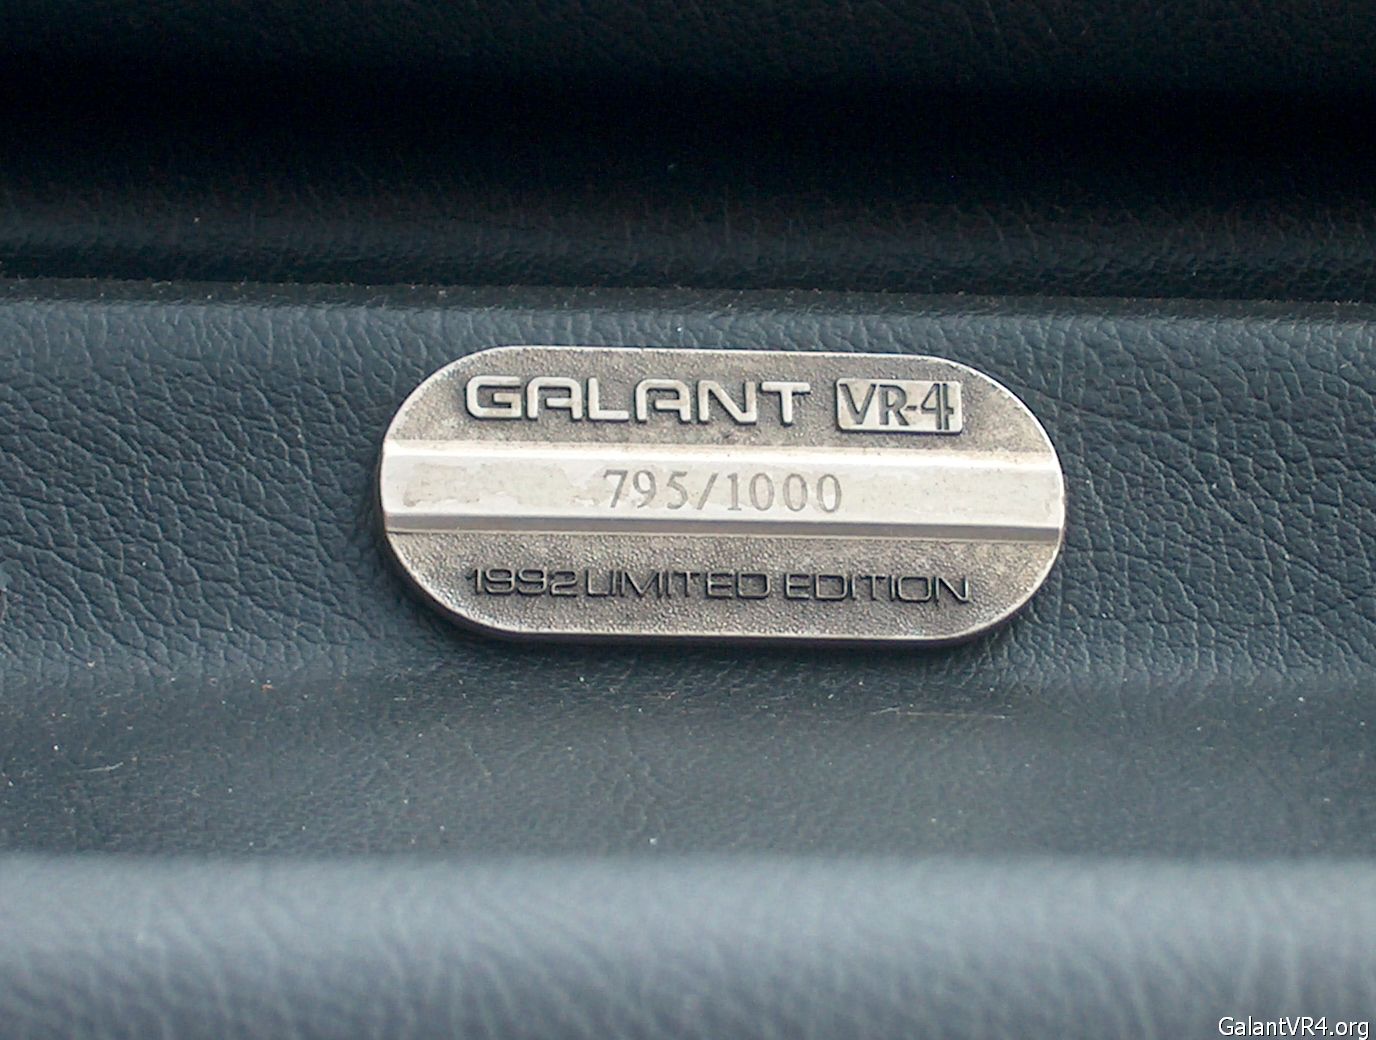 GALANT VR-4
795/1000
1992 LIMITED EDITION
GalantVR4.org